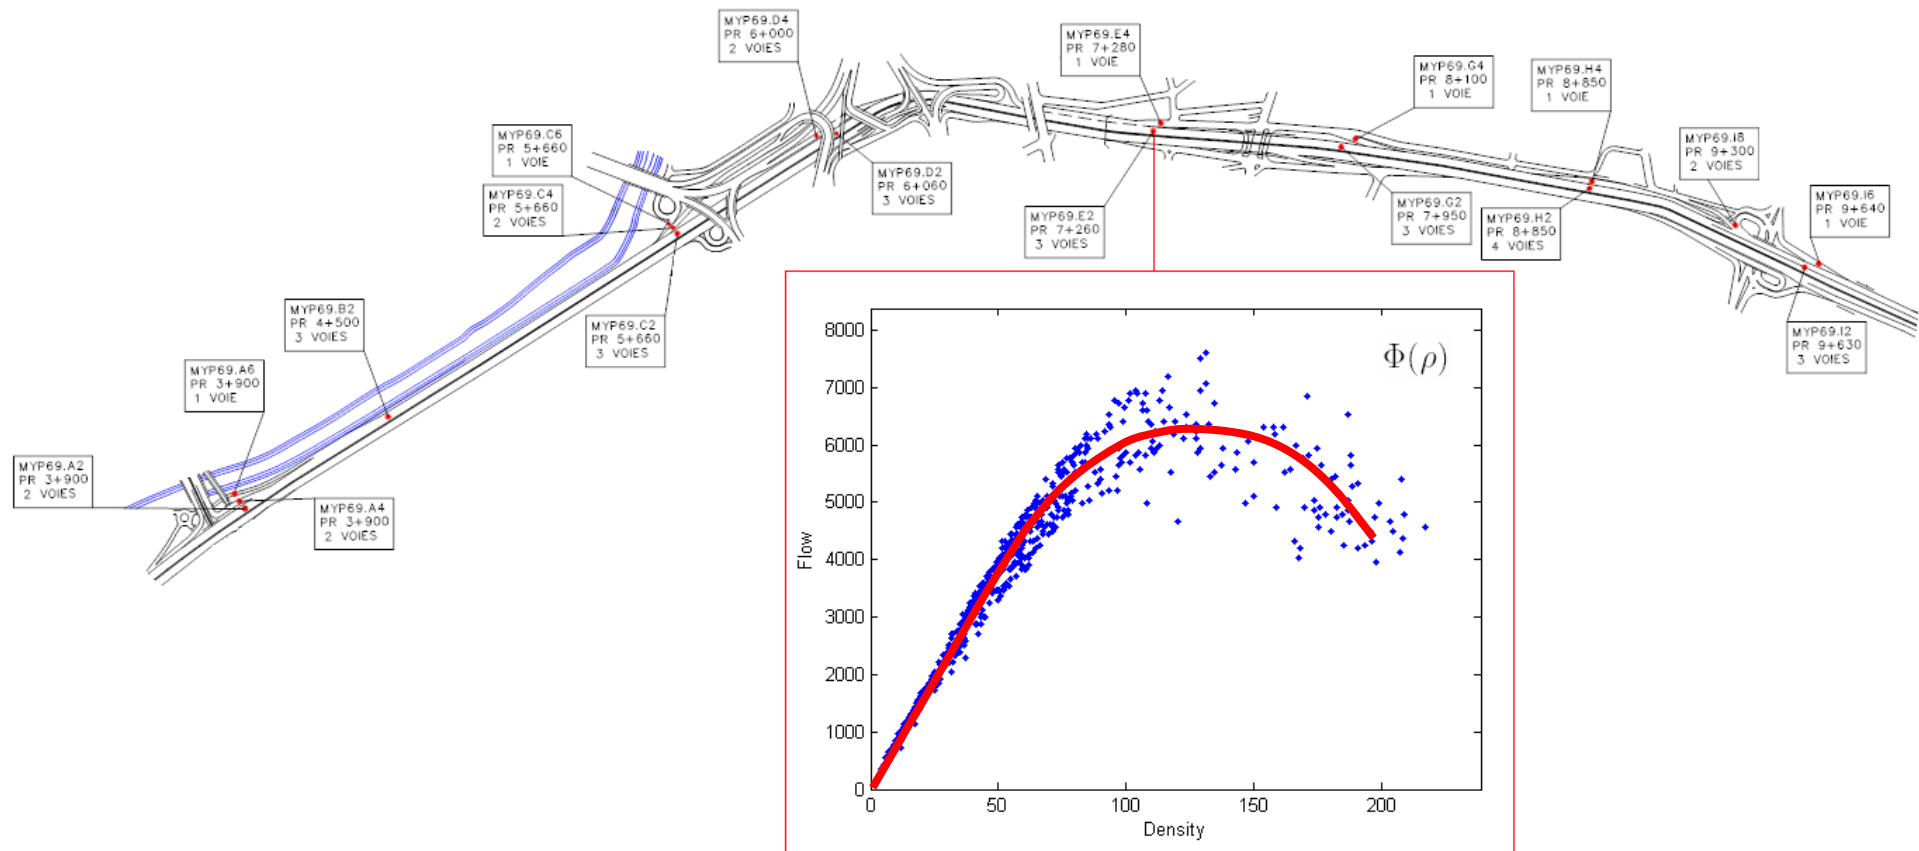 MYP69.D4
PR 6+000
2 VOIES
MYP69.E4
PR 7+280
1 VOIE
MYP69.G4
PR 8+100
1 VOIE
MYP69.H4
PR 8+850
1 VOIE
MYP69.C6
PR 5+660
1 VOIE
MYP69.I8
PR 9+300
2 VOIES
MYP69.D2
PR 6+060
3 VOIES
MYP69.C4
PR 5+660
2 VOIES
MYP69.I6
PR 9+640
1 VOIE
MYP69.E2
PR 7+260
3 VOIES
MYP69.G2
PR 7+950
3 VOIES
MYP69.H2
PR 8+850
4 VOIES
MYP69.B2
PR 4+500
3 VOIES
MYP69.C2
PR 5+660
3 VOIES
MYP69.I2
PR 9+630
3 VOIES
MYP69.A6
PR 3+900
1 VOIE
MYP69.A2
PR 3+900
2 VOIES
MYP69.A4
PR 3+900
2 VOIES
Φ(ρ)
8000
7000
6000
5000
4000
3000
2000
1000
0
Flow
0 50 100 150 200
Density